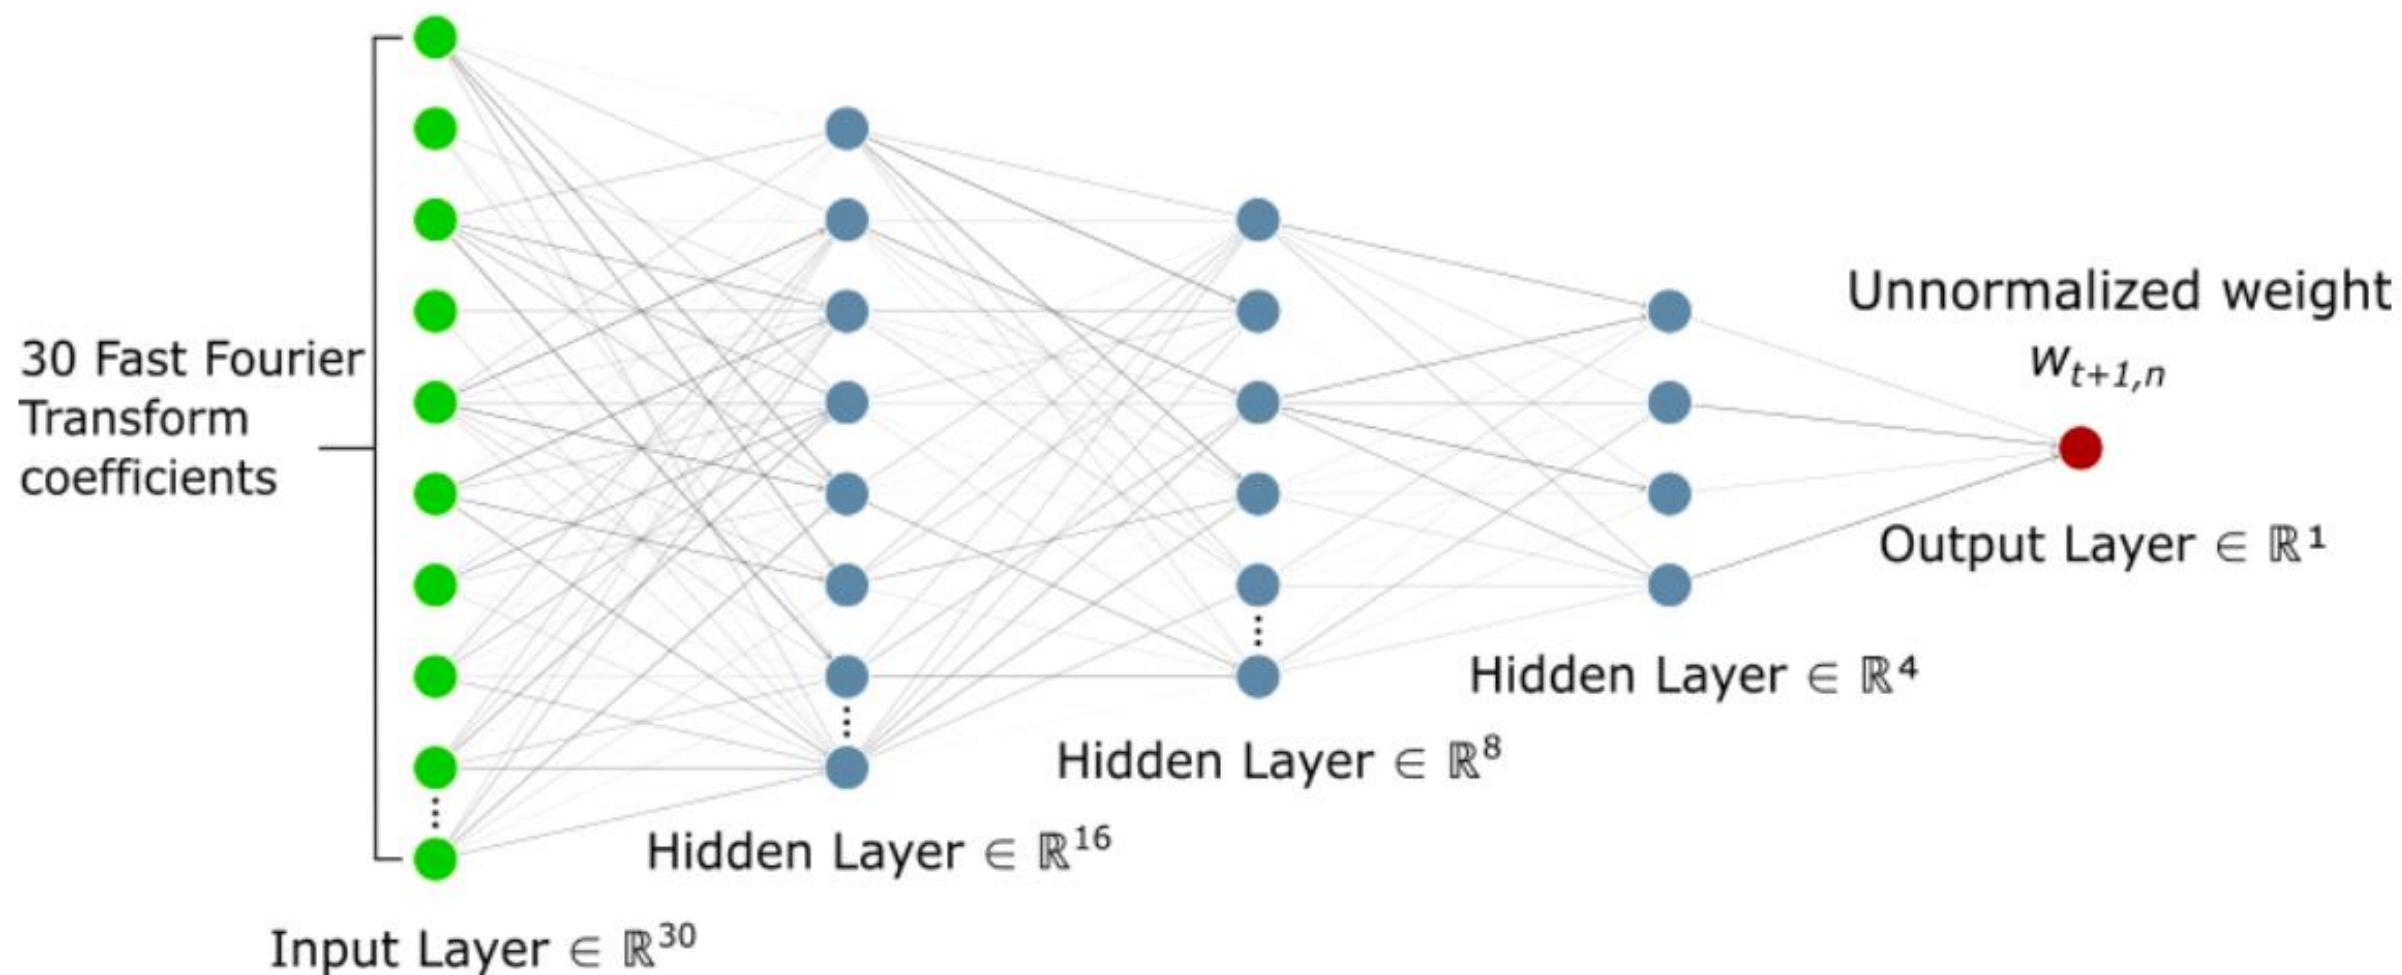 30 Fast Fourier
Transform
coefficients
Input Layer ∈ ℝ³⁰
Hidden Layer ∈ ℝ¹⁶
Hidden Layer ∈ ℝ⁸
Hidden Layer ∈ ℝ⁴
Unnormalized weight
w_{t+1,n}
Output Layer ∈ ℝ¹